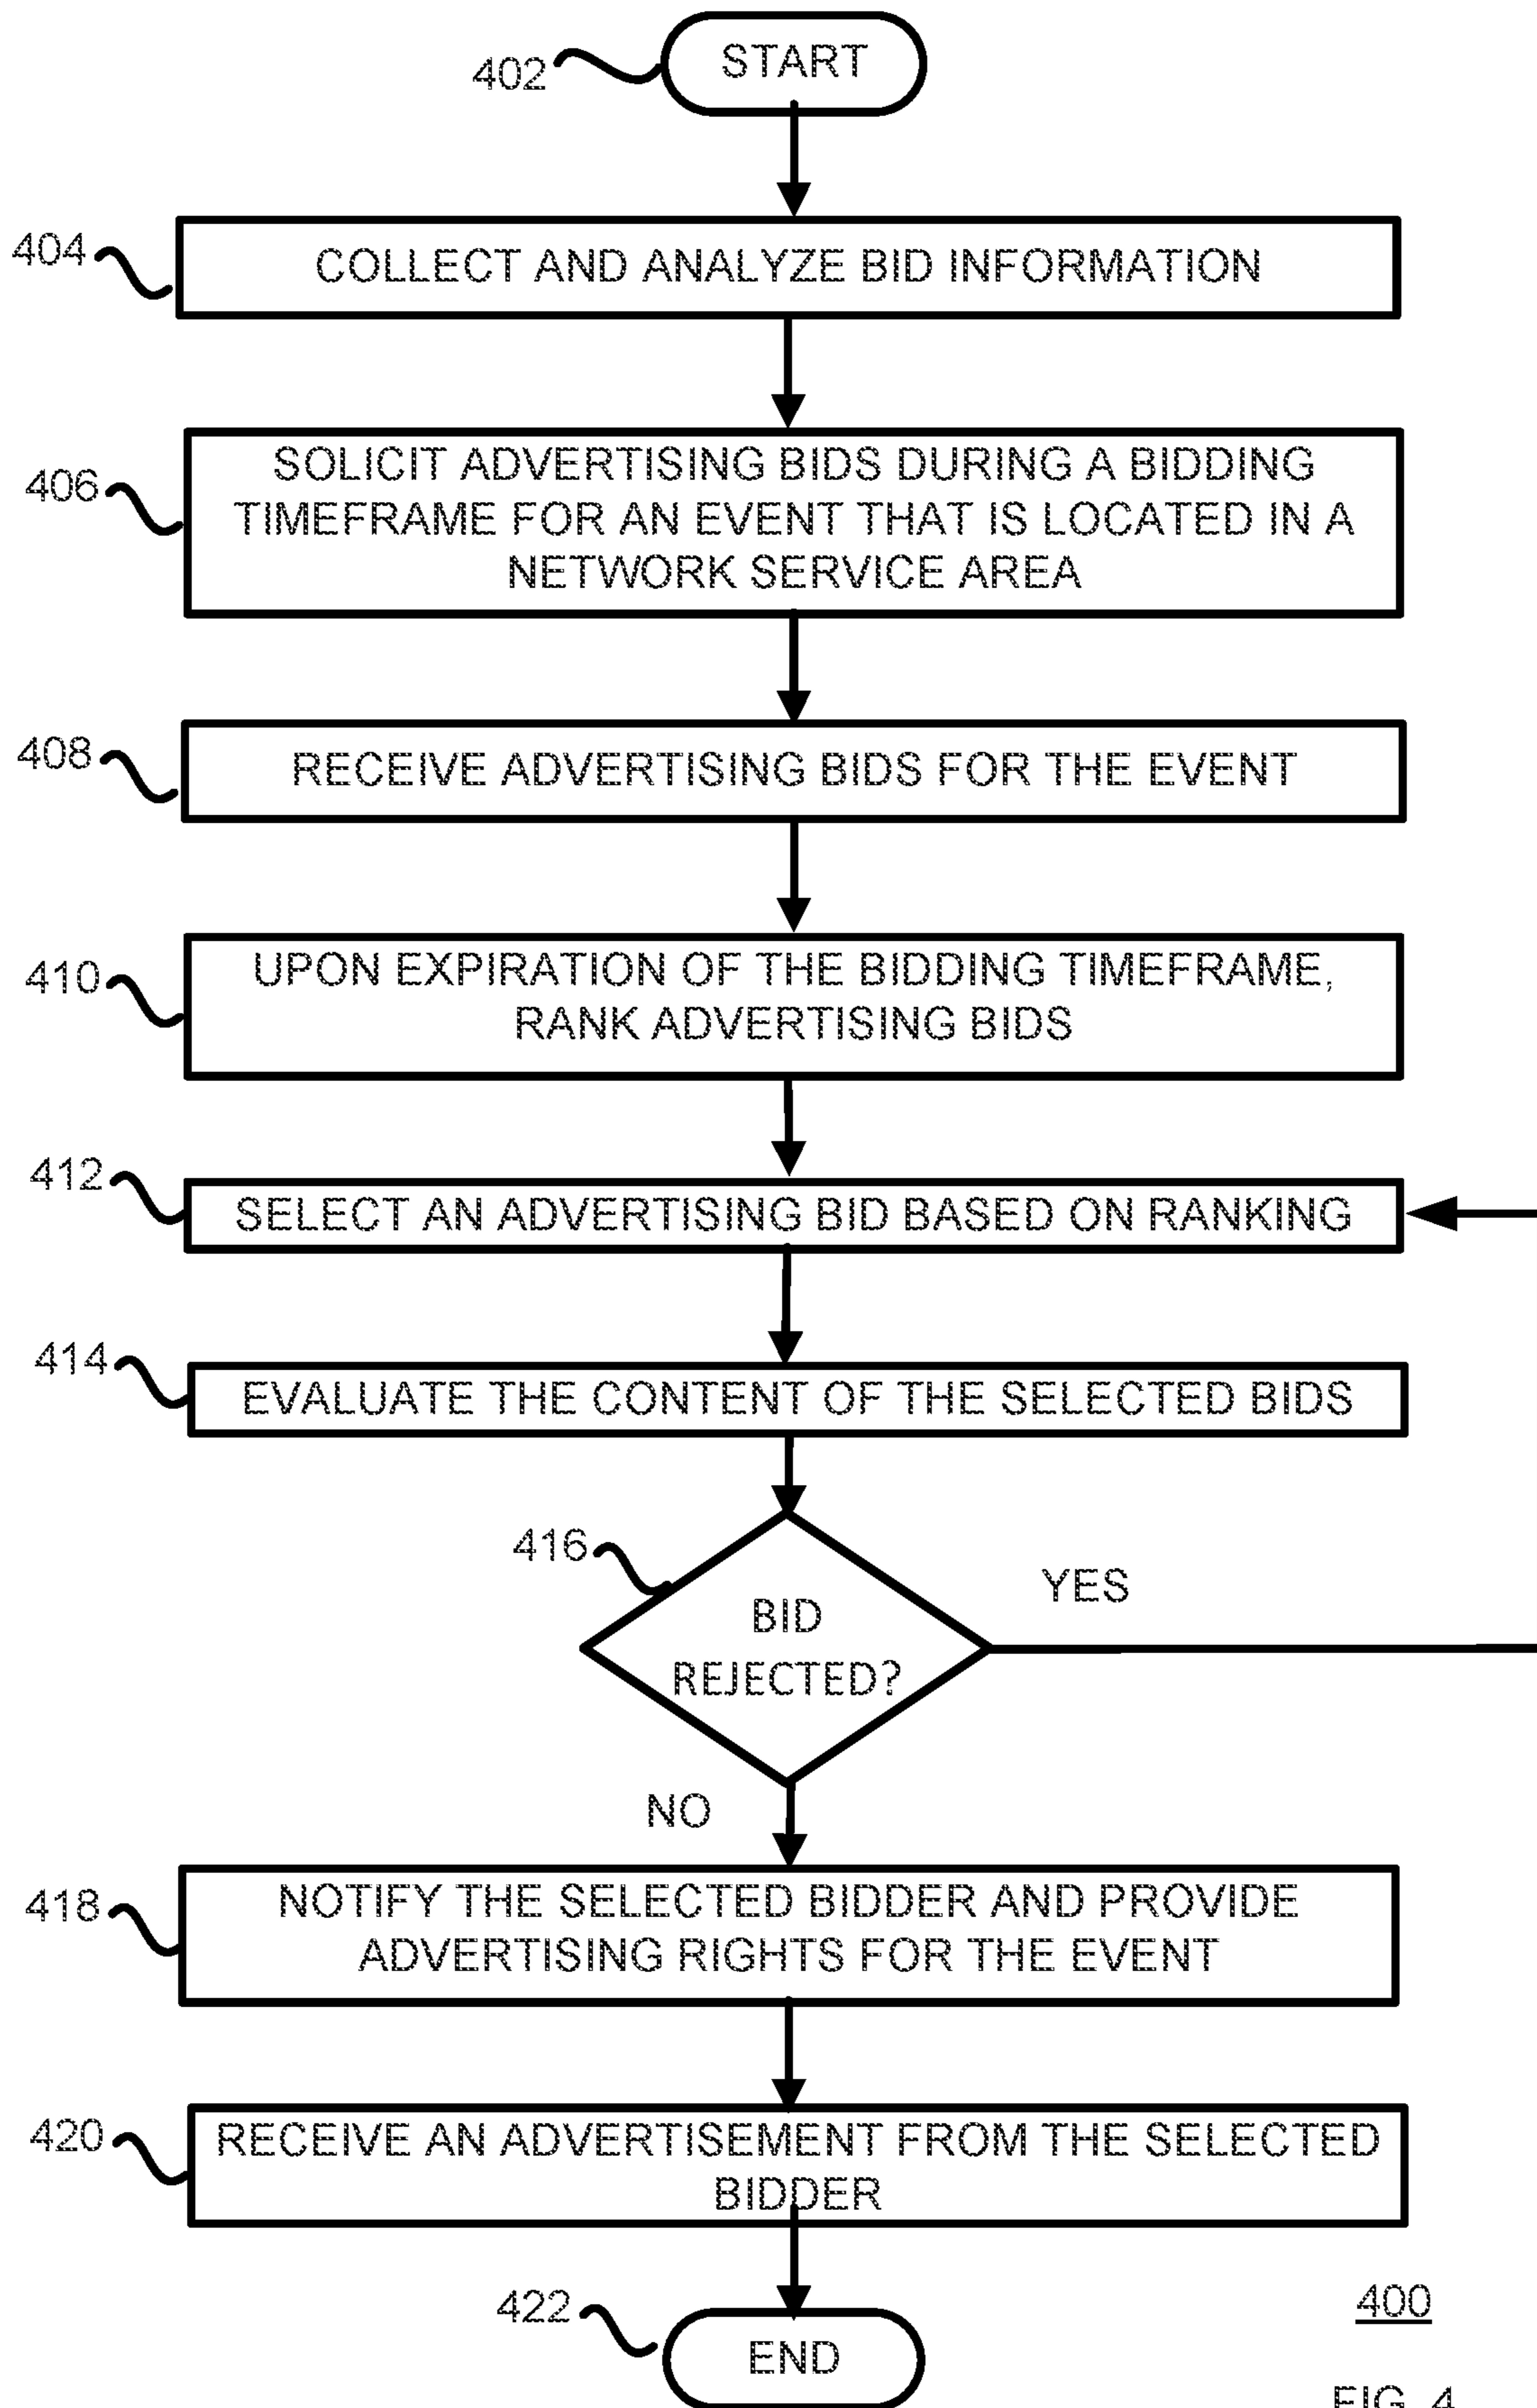 402
START
404
COLLECT AND ANALYZE BID INFORMATION
406
SOLICIT ADVERTISING BIDS DURING A BIDDING
TIMEFRAME FOR AN EVENT THAT IS LOCATED IN A
NETWORK SERVICE AREA
408
RECEIVE ADVERTISING BIDS FOR THE EVENT
410
UPON EXPIRATION OF THE BIDDING TIMEFRAME,
RANK ADVERTISING BIDS
412
SELECT AN ADVERTISING BID BASED ON RANKING
414
EVALUATE THE CONTENT OF THE SELECTED BIDS
416
BID
REJECTED?
YES
NO
418
NOTIFY THE SELECTED BIDDER AND PROVIDE
ADVERTISING RIGHTS FOR THE EVENT
420
RECEIVE AN ADVERTISEMENT FROM THE SELECTED
BIDDER
422
END
400
FIG. 4